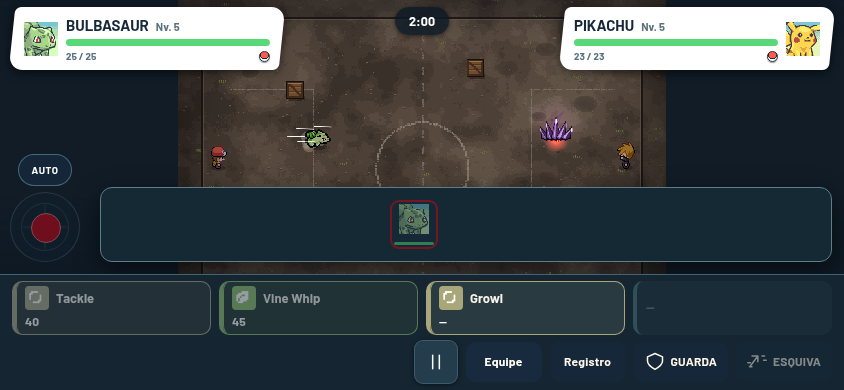 BULBASAUR Nv. 5
25 / 25
2:00
PIKACHU Nv. 5
23 / 23
AUTO
Tackle
40
Vine Whip
45
Growl
—
—
Equipe
Registro
GUARDA
ESQUIVA